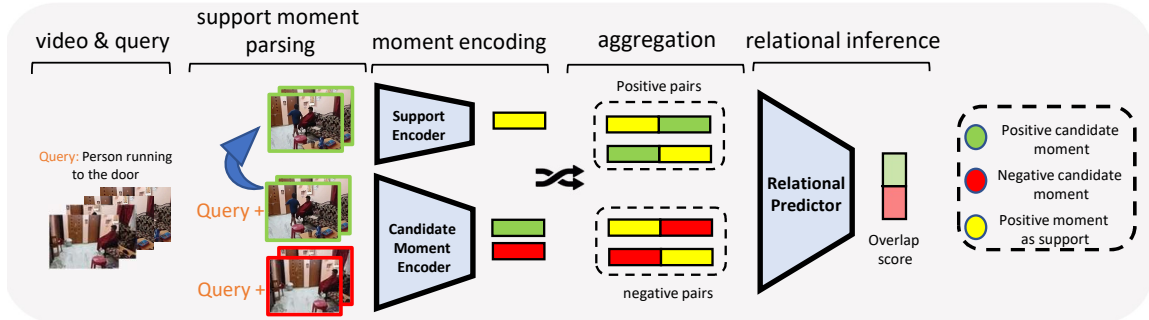 video & query
support moment
parsing
moment encoding
aggregation
relational inference
Query: Person running
to the door
Query +
Query +
Support
Encoder
Candidate
Moment
Encoder
Positive pairs
negative pairs
Relational
Predictor
Overlap
score
Positive candidate
moment
Negative candidate
moment
Positive moment
as support